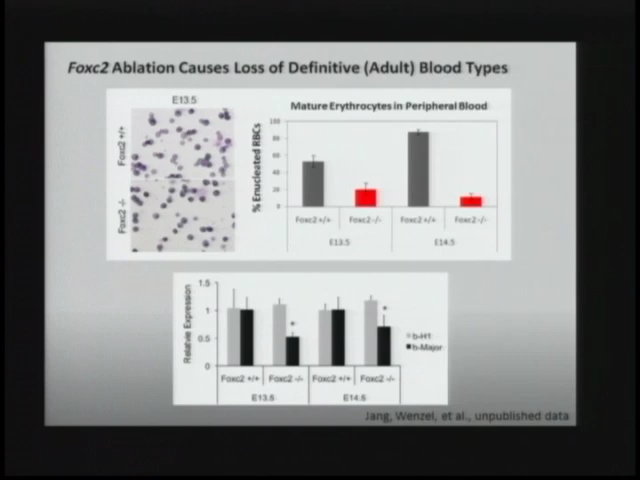 Foxc2 Ablation Causes Loss of Definitive (Adult) Blood Types
E13.5
Foxc2 +/+
Foxc2 -/-
Mature Erythrocytes in Peripheral Blood
% Enucleated RBCs
100
80
60
40
20
0
Foxc2 +/+ Foxc2 -/- Foxc2 +/+ Foxc2 -/-
E13.5 E14.5
Relatvie Expression
1.5
1
0.5
0
* *
b-H1
b-Major
Foxc2 +/+ Foxc2 -/- Foxc2 +/+ Foxc2 -/-
E13.5 E14.5
Jang, Wenzel, et al., unpublished data